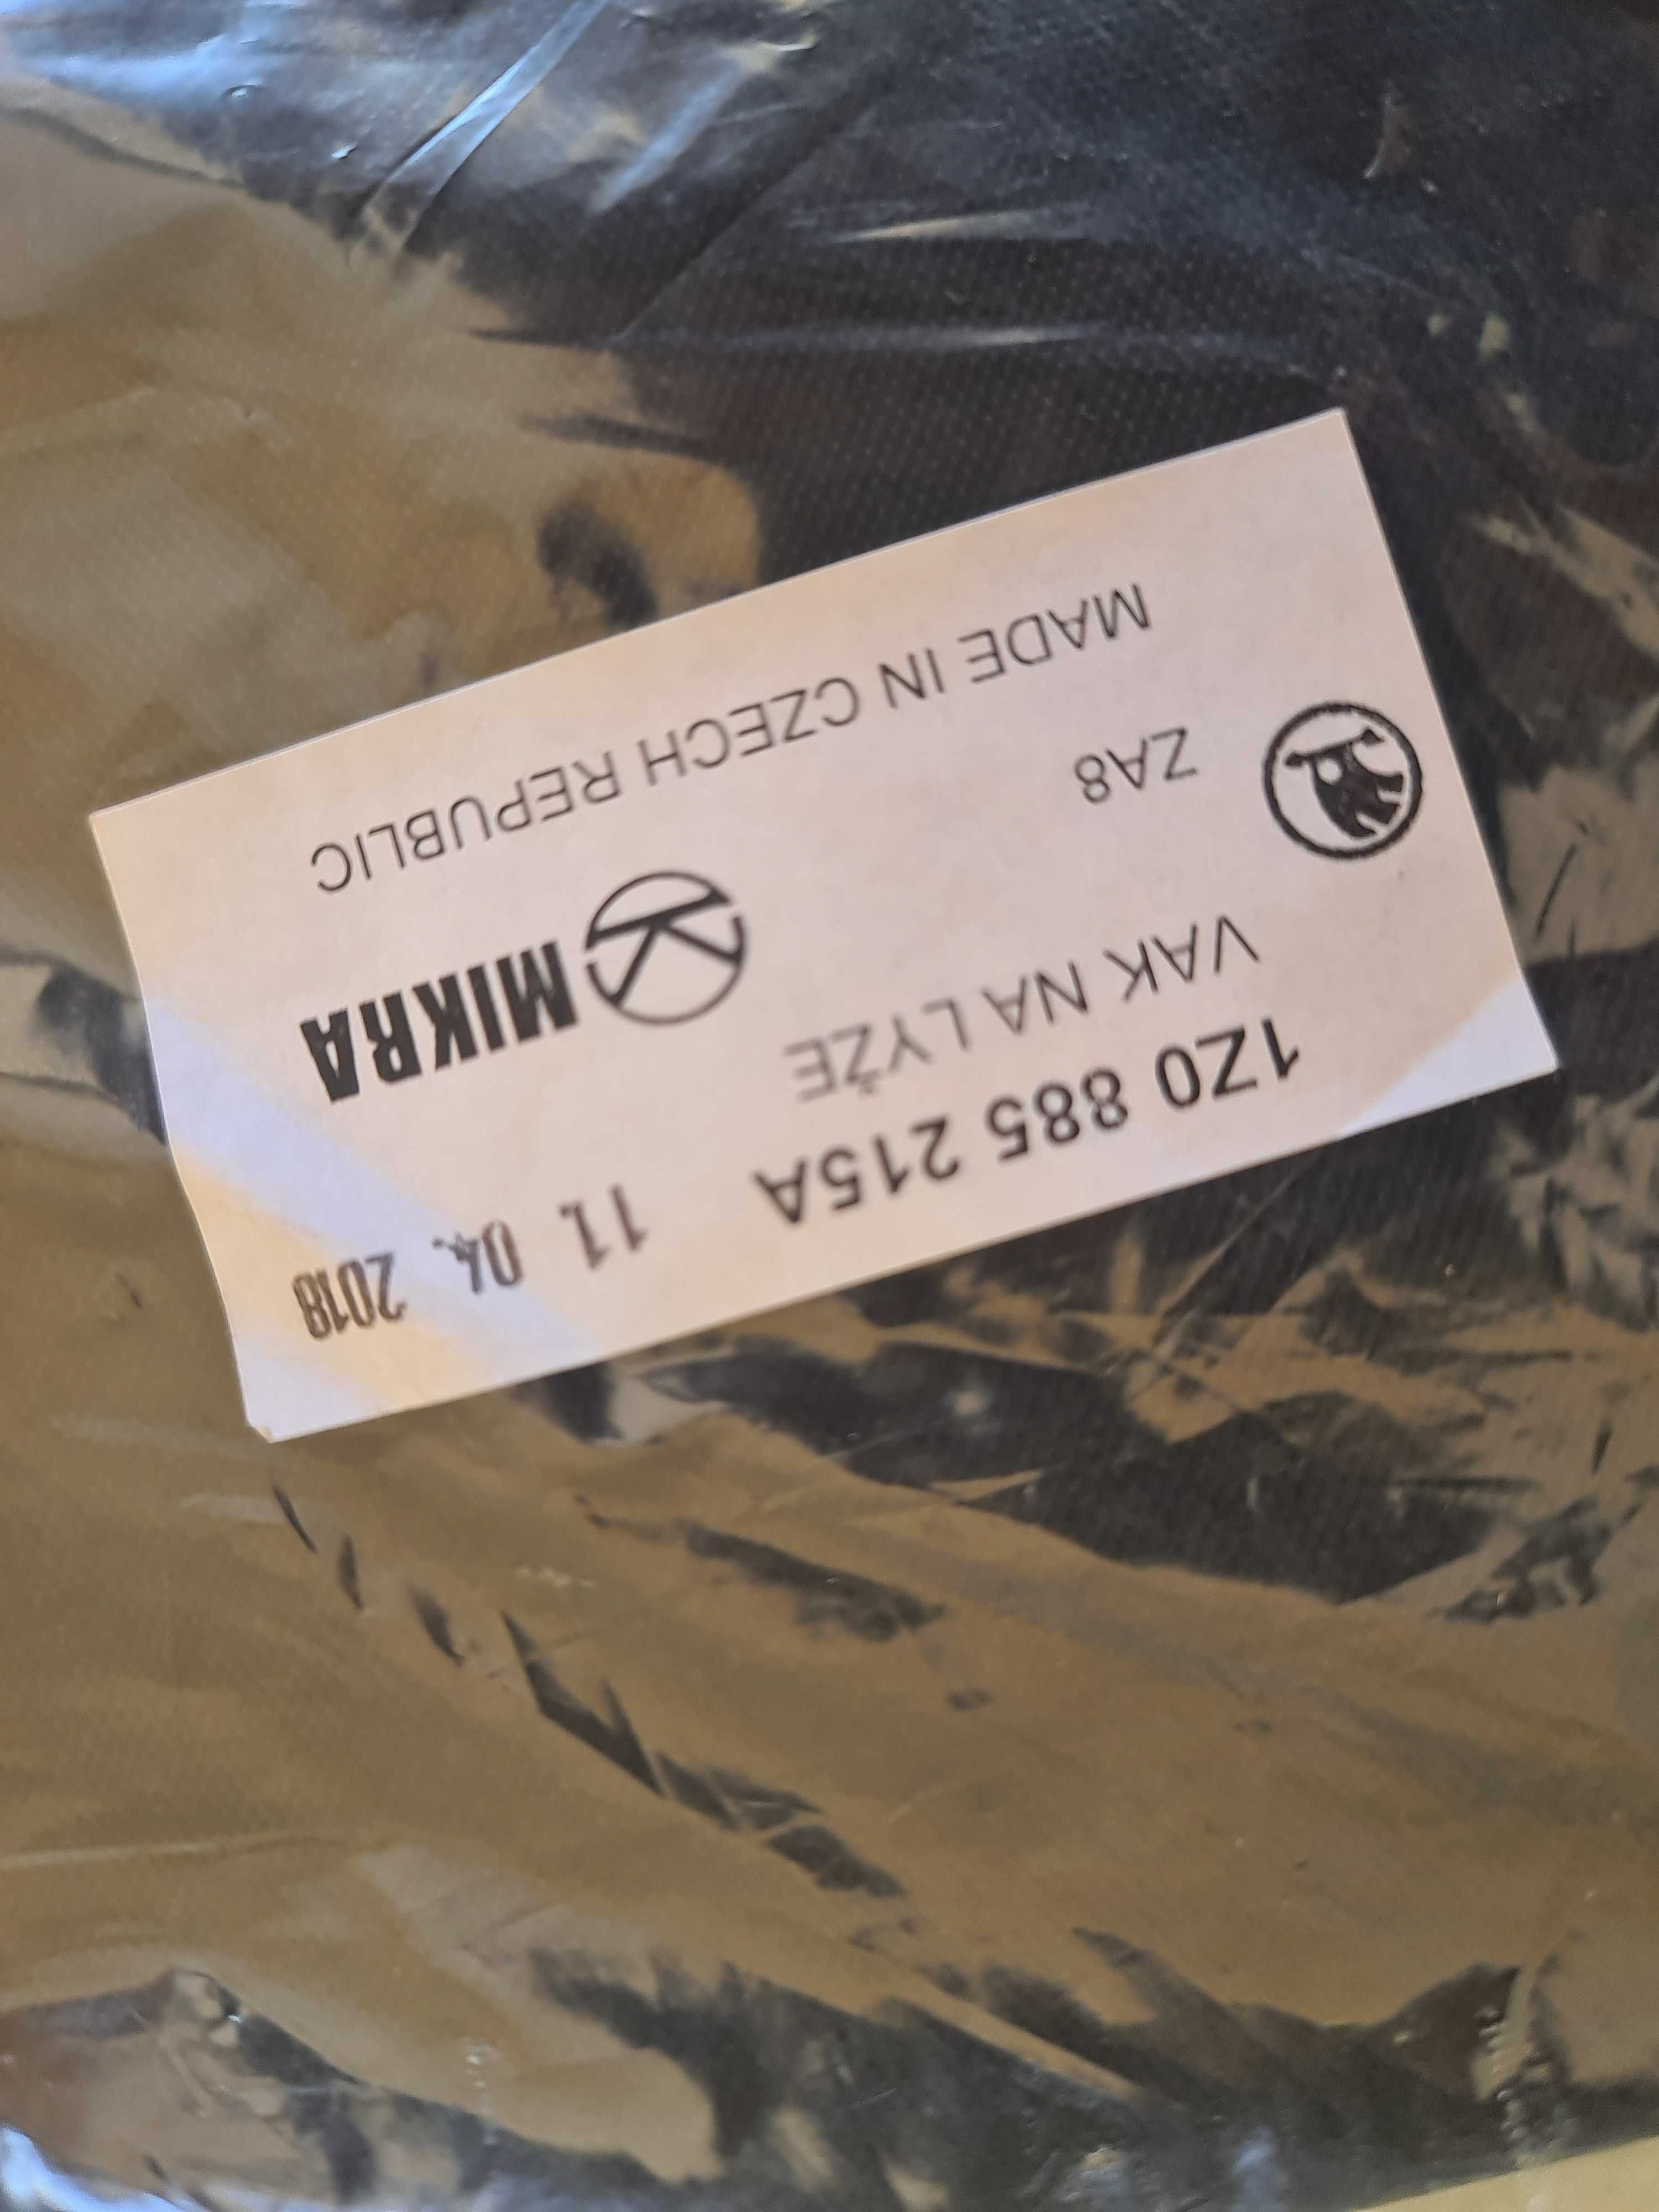 1Z0 885 215A 11. 04. 2018
VAK NA LYŽE
MIKRA
ZA8
MADE IN CZECH REPUBLIC